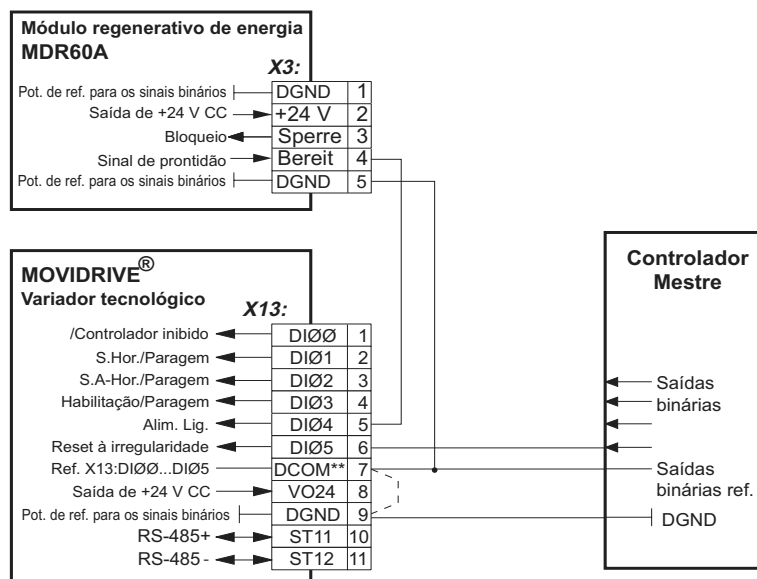 Módulo regenerativo de energia
MDR60A
X3:
Pot. de ref. para os sinais binários DGND 1
Saída de +24 V CC +24 V 2
Bloqueio Sperre 3
Sinal de prontidão Bereit 4
Pot. de ref. para os sinais binários DGND 5
MOVIDRIVE®
Variador tecnológico
X13:
/Controlador inibido DIØØ 1
S.Hor./Paragem DIØ1 2
S.A-Hor./Paragem DIØ2 3
Habilitação/Paragem DIØ3 4
Alim. Lig. DIØ4 5
Reset à irregularidade DIØ5 6
Ref. X13:DIØØ...DIØ5 DCOM** 7
Saída de +24 V CC VO24 8
Pot. de ref. para os sinais binários DGND 9
RS-485+ ST11 10
RS-485 - ST12 11
Controlador
Mestre
Saídas
binárias
Saídas
binárias ref.
DGND